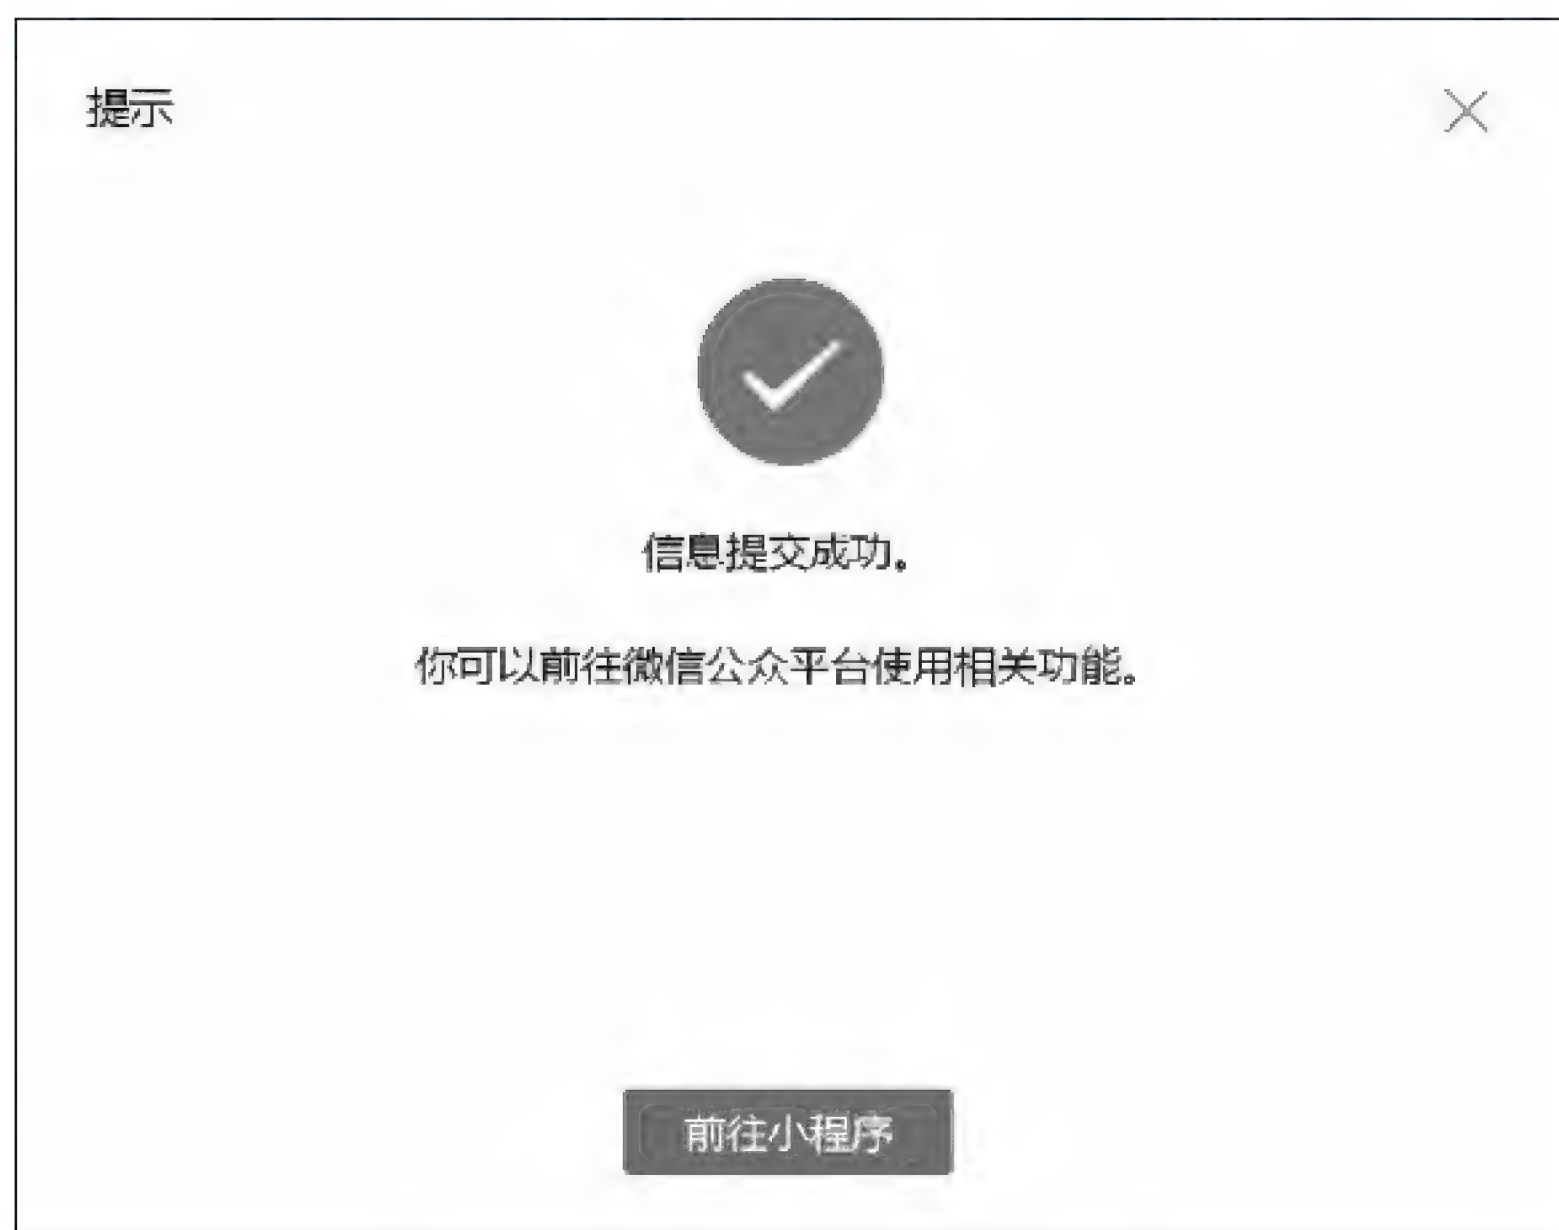 提示
信息提交成功。
你可以前往微信公众平台使用相关功能。
前往小程序